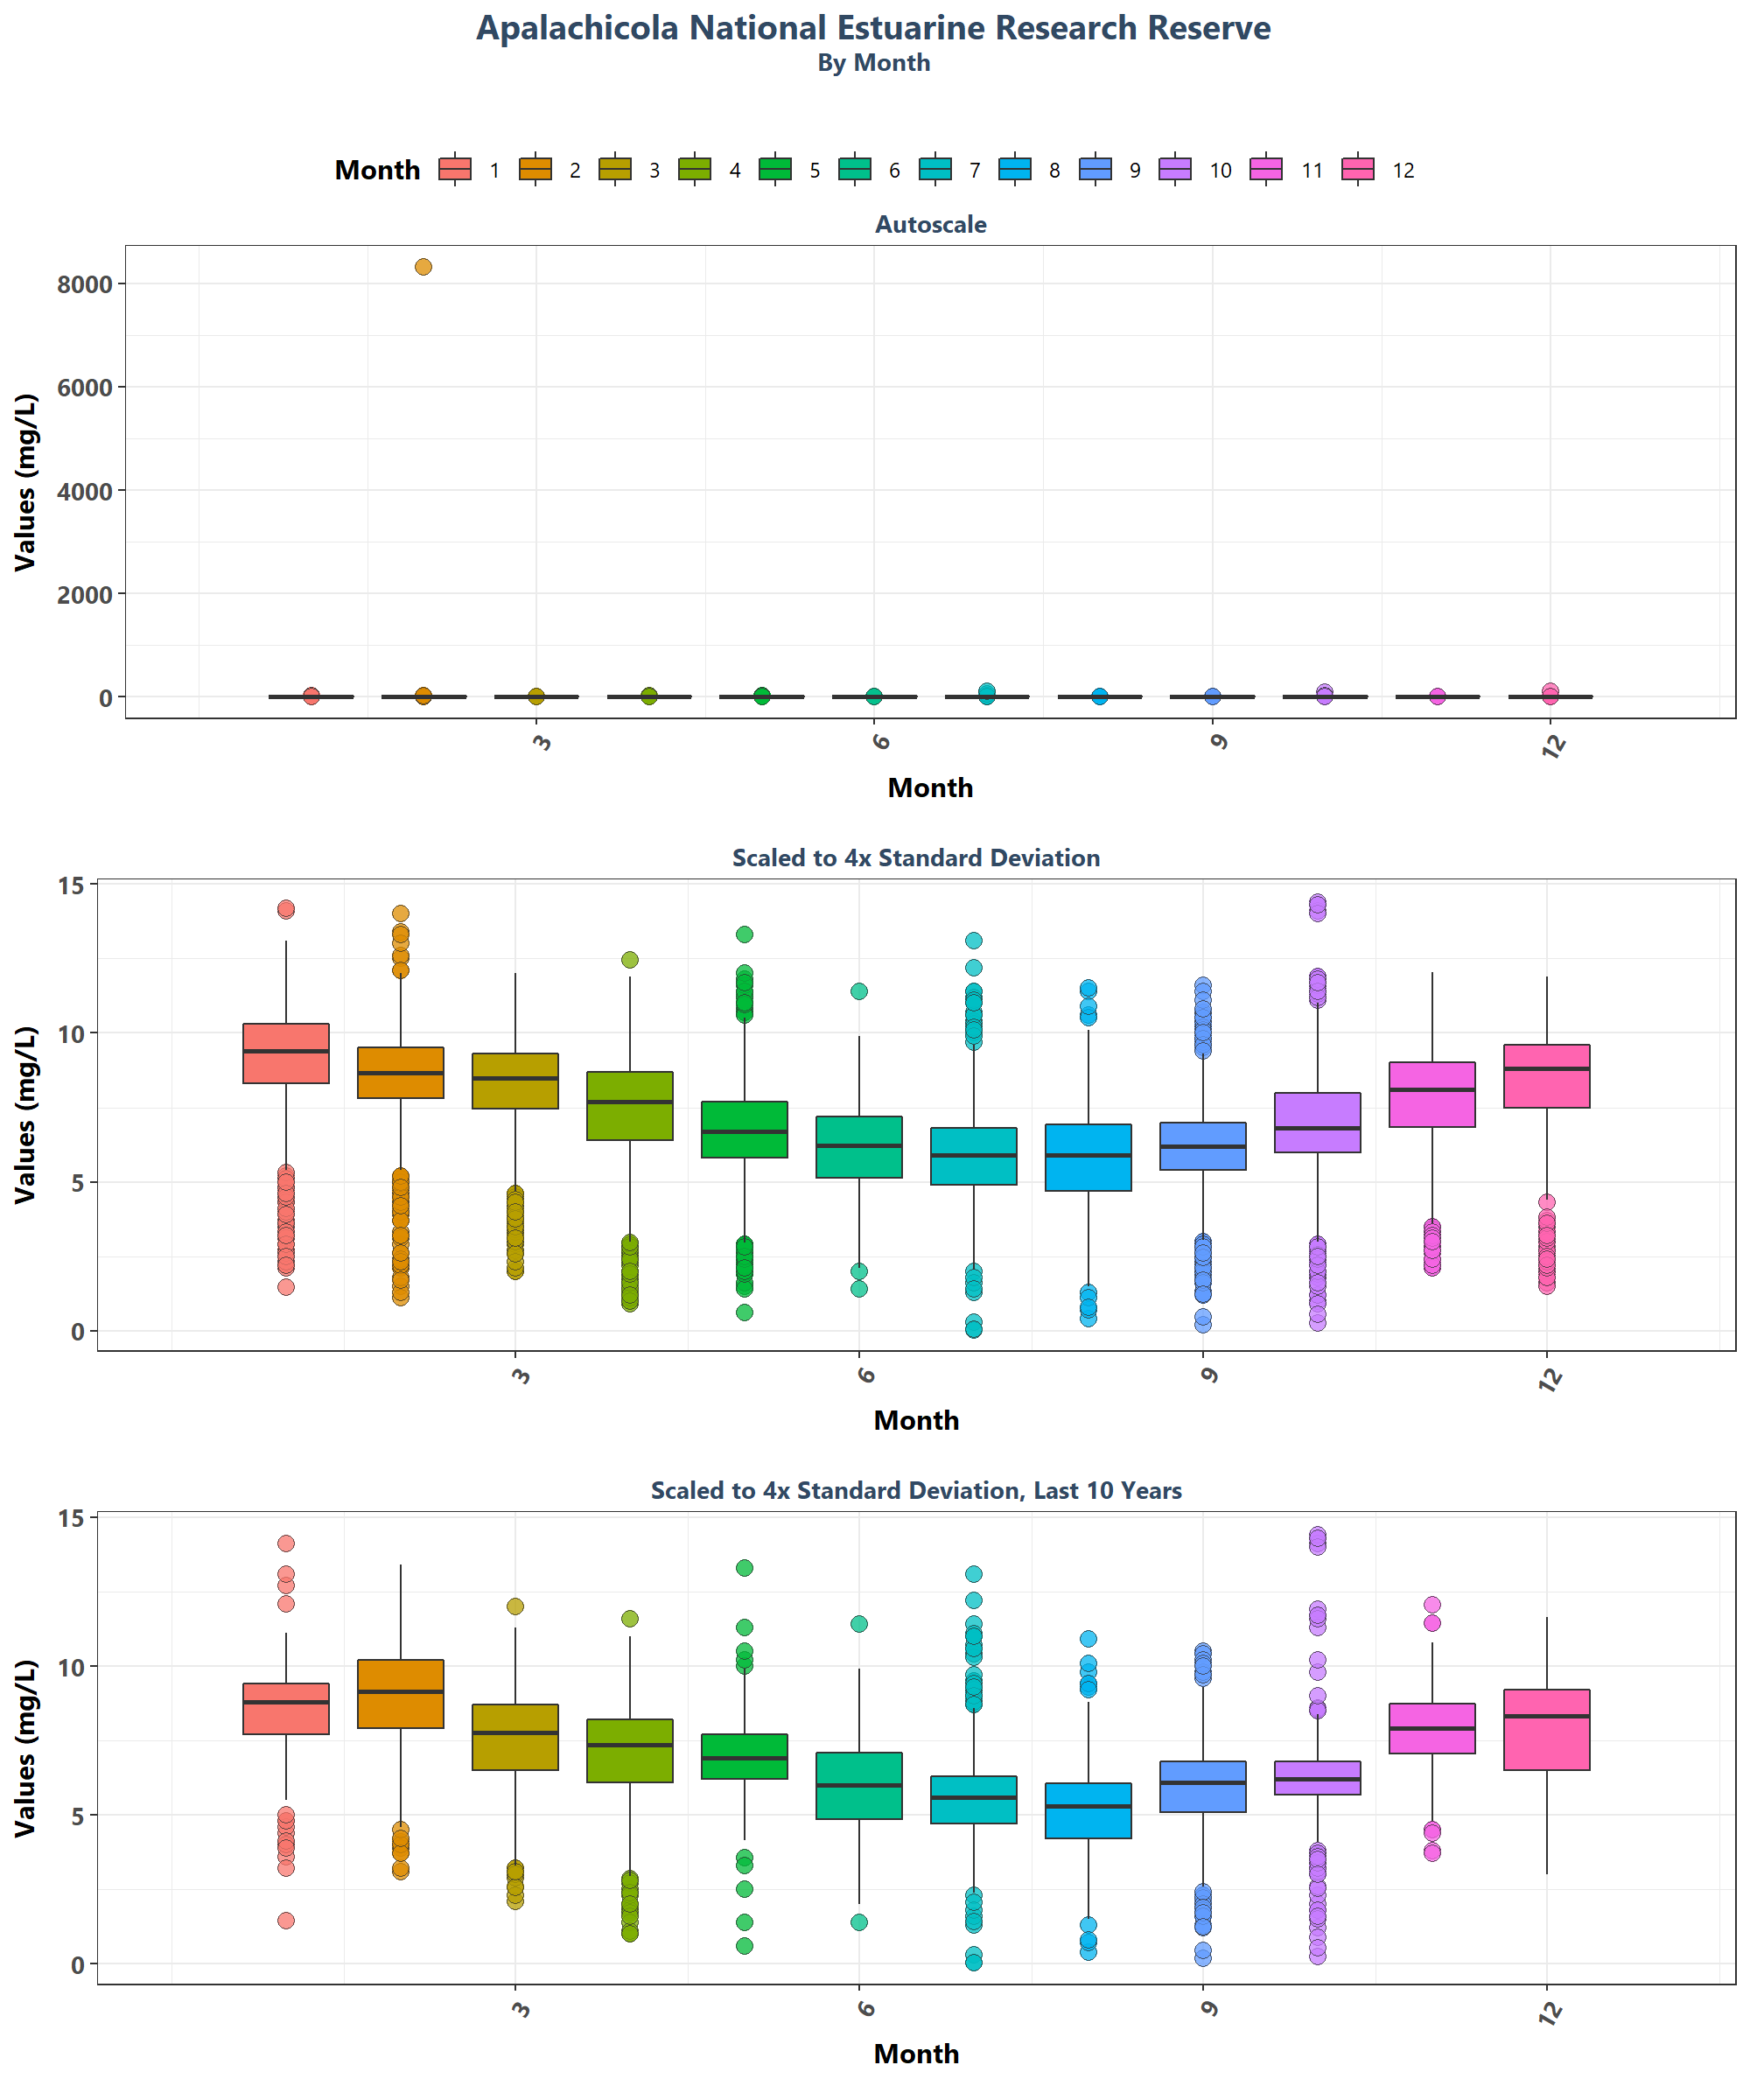 Apalachicola National Estuarine Research Reserve
By Month
Month 1 2 3 4 5 6 7 8 9 10 11 12
Autoscale
Values (mg/L)
8000
6000
4000
2000
0
3 6 9 12
Month
Scaled to 4x Standard Deviation
Values (mg/L)
15
10
5
0
3 6 9 12
Month
Scaled to 4x Standard Deviation, Last 10 Years
Values (mg/L)
15
10
5
0
3 6 9 12
Month